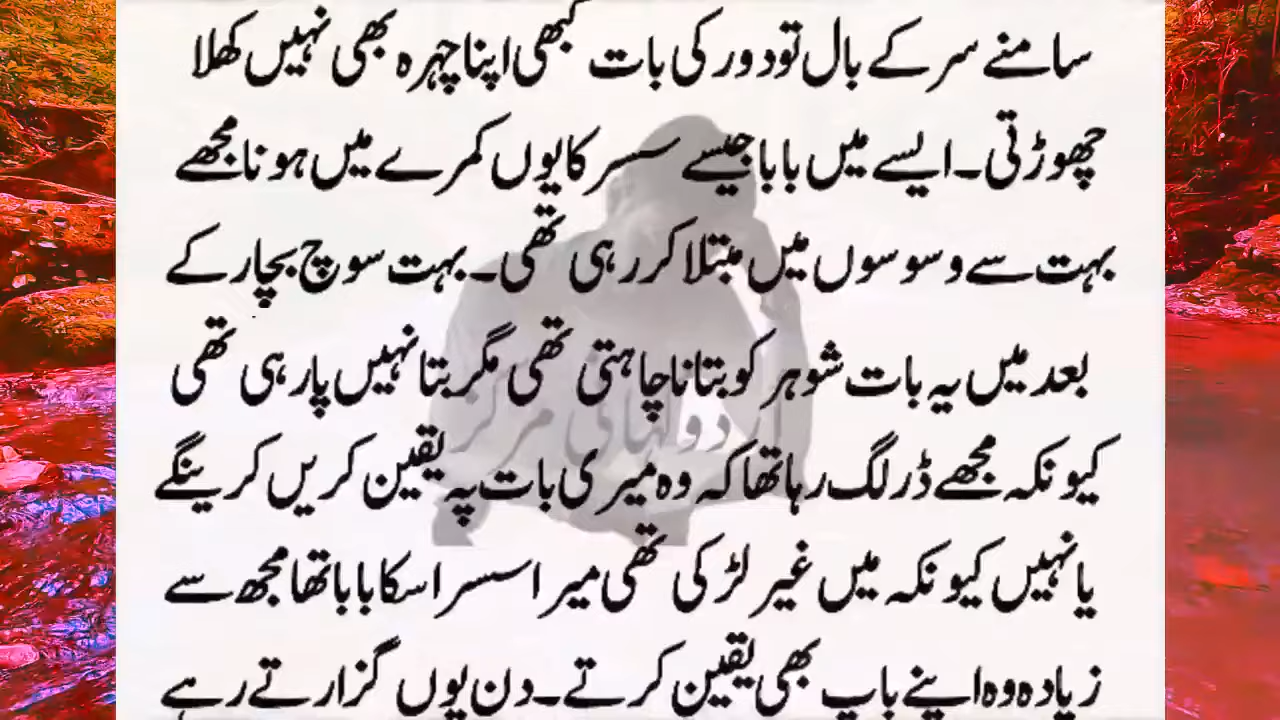 سامنے سر کے بال تو دور کی بات کبھی اپنا چہرہ بھی نہیں کھلا
چھوڑتی۔ ایسے میں بابا جیسے سسر کا یوں کمرے میں ہونا مجھے
بہت سے وسوسوں میں مبتلا کر رہی تھی۔ بہت سوچ بچار کے
بعد میں یہ بات شوہر کو بتانا چاہتی تھی مگر بتا نہیں پا رہی تھی
اردو کہانی مرکز
کیونکہ مجھے ڈر لگ رہا تھا کہ وہ میری بات پہ یقین کریں کرینگے
یا نہیں کیونکہ میں غیر لڑکی تھی میرا سسر اسکا بابا تھا مجھ سے
زیادہ وہ اپنے باپ بھی یقین کرتے۔ دن یوں گزارتے رہے